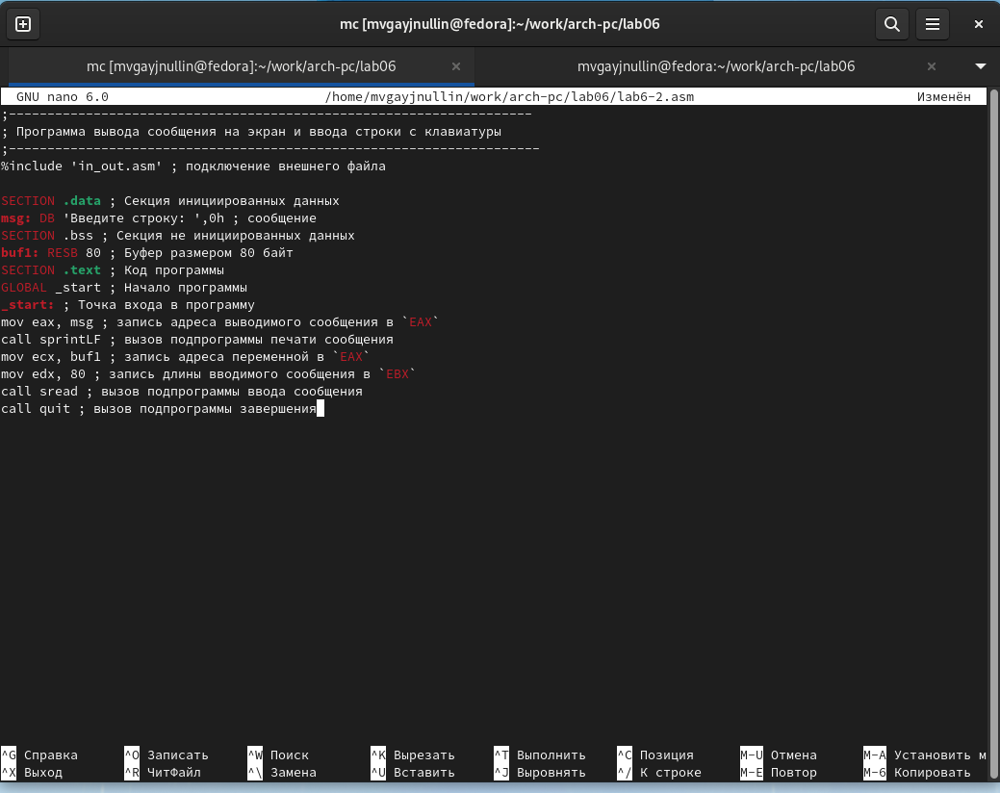 mc [mvgayjnullin@fedora]:~/work/arch-pc/lab06
mc [mvgayjnullin@fedora]:~/work/arch-pc/lab06 mvgayjnullin@fedora:~/work/arch-pc/lab06
GNU nano 6.0 /home/mvgayjnullin/work/arch-pc/lab06/lab6-2.asm Изменён
;--------------------------------------------------------------------
; Программа вывода сообщения на экран и ввода строки с клавиатуры
;---------------------------------------------------------------------
%include 'in_out.asm' ; подключение внешнего файла
SECTION .data ; Секция инициированных данных
msg: DB 'Введите строку: ',0h ; сообщение
SECTION .bss ; Секция не инициированных данных
buf1: RESB 80 ; Буфер размером 80 байт
SECTION .text ; Код программы
GLOBAL _start ; Начало программы
_start: ; Точка входа в программу
mov eax, msg ; запись адреса выводимого сообщения в `EAX`
call sprintLF ; вызов подпрограммы печати сообщения
mov ecx, buf1 ; запись адреса переменной в `EAX`
mov edx, 80 ; запись длины вводимого сообщения в `EBX`
call sread ; вызов подпрограммы ввода сообщения
call quit ; вызов подпрограммы завершения
^G Справка ^O Записать ^W Поиск ^K Вырезать ^T Выполнить ^C Позиция M-U Отмена M-A Установить м
^X Выход ^R ЧитФайл ^\ Замена ^U Вставить ^J Выровнять ^/ К строке M-E Повтор M-6 Копировать